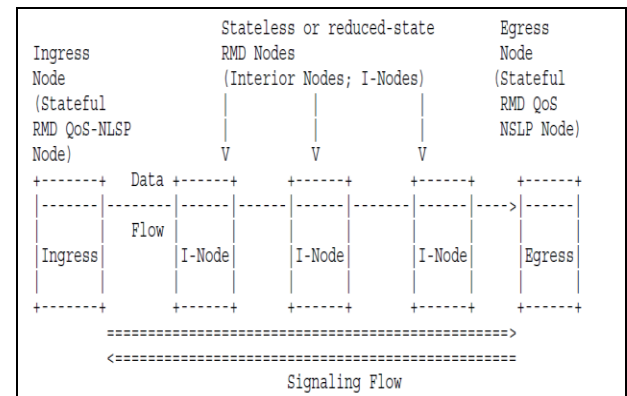 Stateless or reduced-state Egress
Ingress RMD Nodes Node
Node (Interior Nodes; I-Nodes) (Stateful
(Stateful | | | RMD QoS
RMD QoS-NLSP | | | NSLP Node)
Node) V V V
+-------+ Data +------+ +------+ +------+ +------+
|-------|--------|------|------|------|-------|------|---->|------|
| | Flow | | | | | | | |
|Ingress| |I-Node| |I-Node| |I-Node| |Egress|
| | | | | | | | | |
+-------+ +------+ +------+ +------+ +------+
=================================================>
<=================================================
Signaling Flow